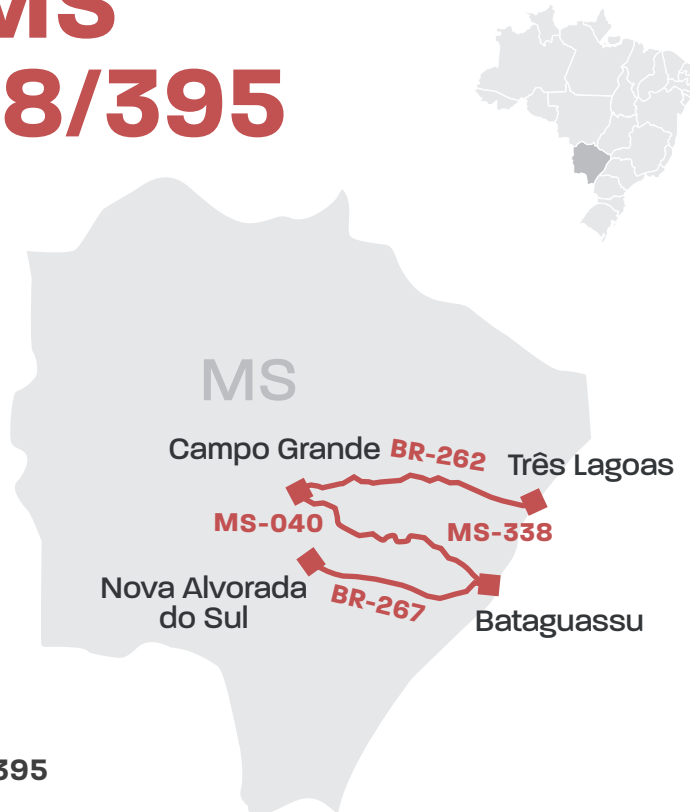 MS
8/395
MS
Campo Grande
BR-262
Três Lagoas
MS-040
MS-338
Nova Alvorada
do Sul
BR-267
Bataguassu
395